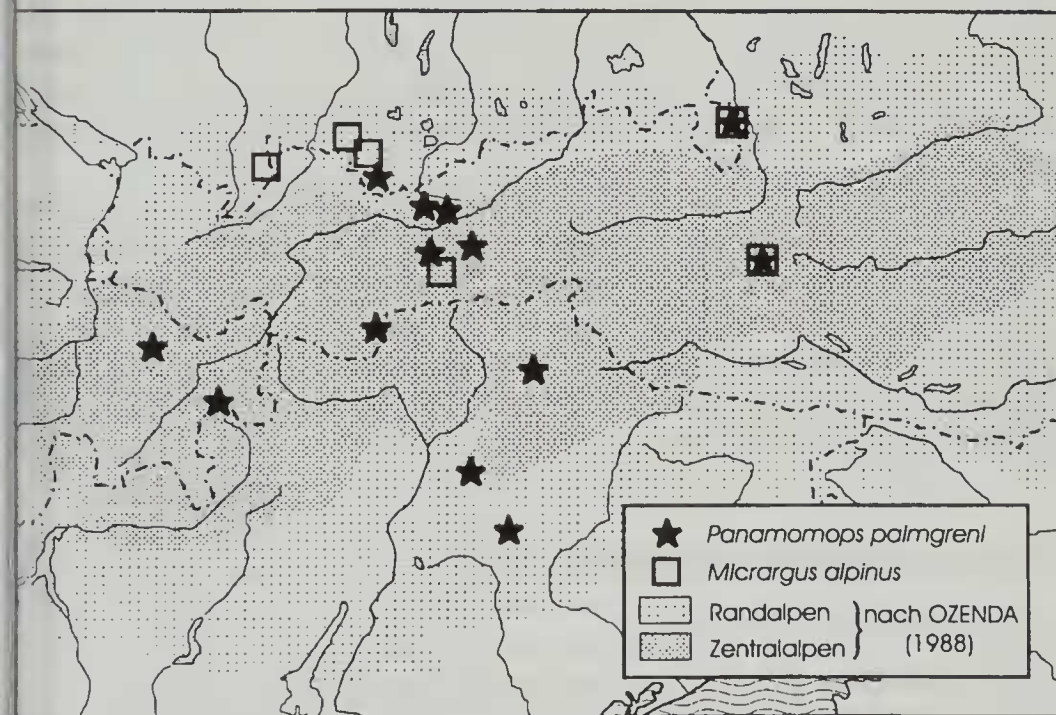 Panamomops palmgreni
Micrargus alpinus
Randalpen
Zentralalpen
nach OZENDA
(1988)